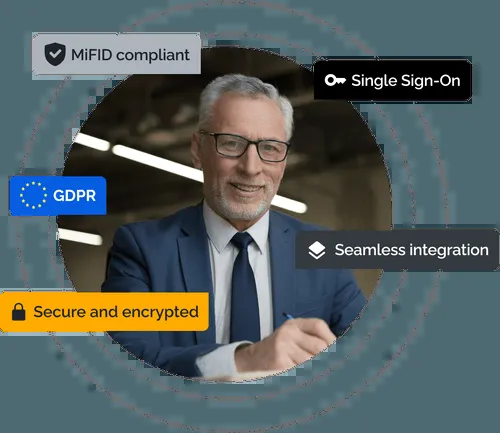 MiFID compliant
Single Sign-On
GDPR
Seamless integration
Secure and encrypted